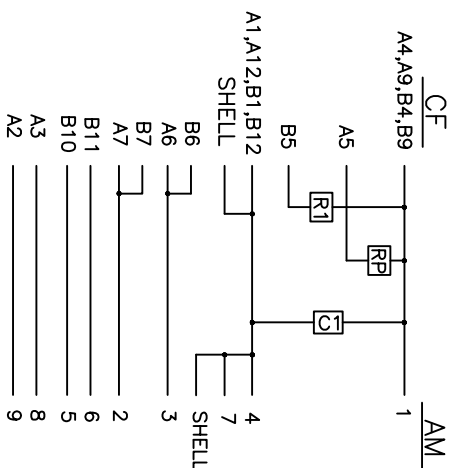 CF AM
A4,A9,B4,B9 1
A5 RP
B5 R1 C1
A1,A12,B1,B12 4
SHELL 7
SHELL
B6
A6 3
B7
A7 2
B11 6
B10 5
A3 8
A2 9